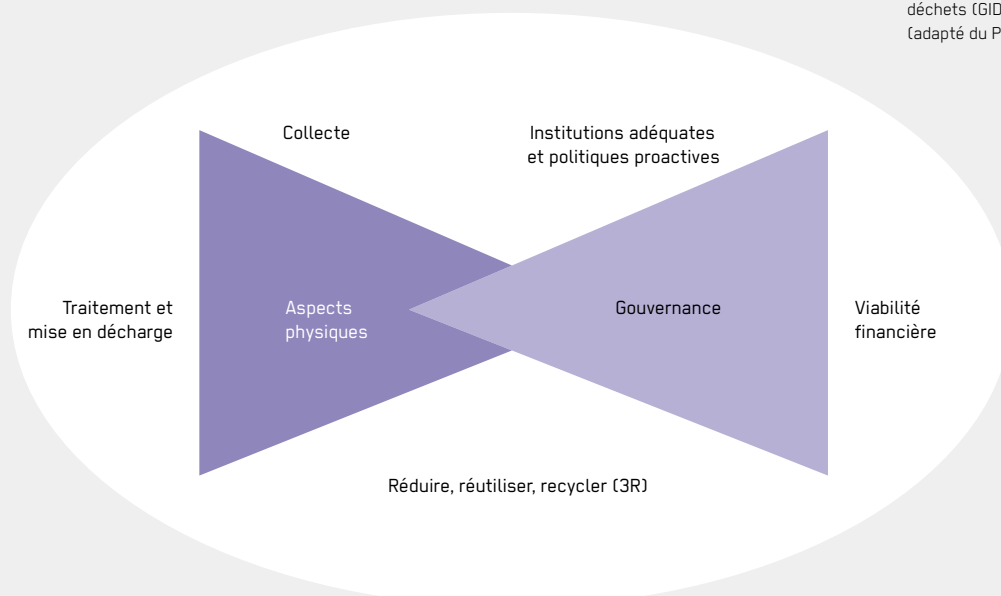 déchets (GID
(adapté du P
Collecte
Institutions adéquates
et politiques proactives
Traitement et
mise en décharge
Aspects
physiques
Gouvernance
Viabilité
financière
Réduire, réutiliser, recycler (3R)